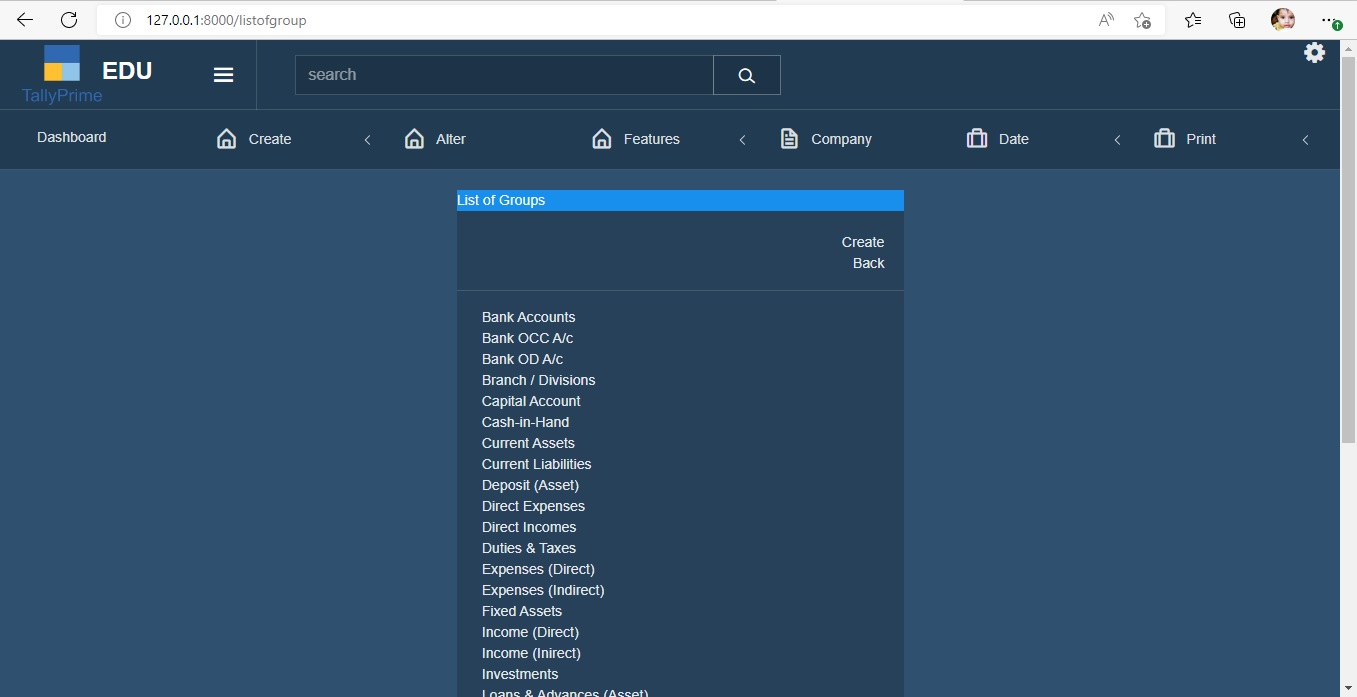 127.0.0.1:8000/listofgroup
EDU
TallyPrime
search
Dashboard
Create
Alter
Features
Company
Date
Print
List of Groups
Create
Back
Bank Accounts
Bank OCC A/c
Bank OD A/c
Branch / Divisions
Capital Account
Cash-in-Hand
Current Assets
Current Liabilities
Deposit (Asset)
Direct Expenses
Direct Incomes
Duties & Taxes
Expenses (Direct)
Expenses (Indirect)
Fixed Assets
Income (Direct)
Income (Inirect)
Investments
Loans & Advances (Asset)